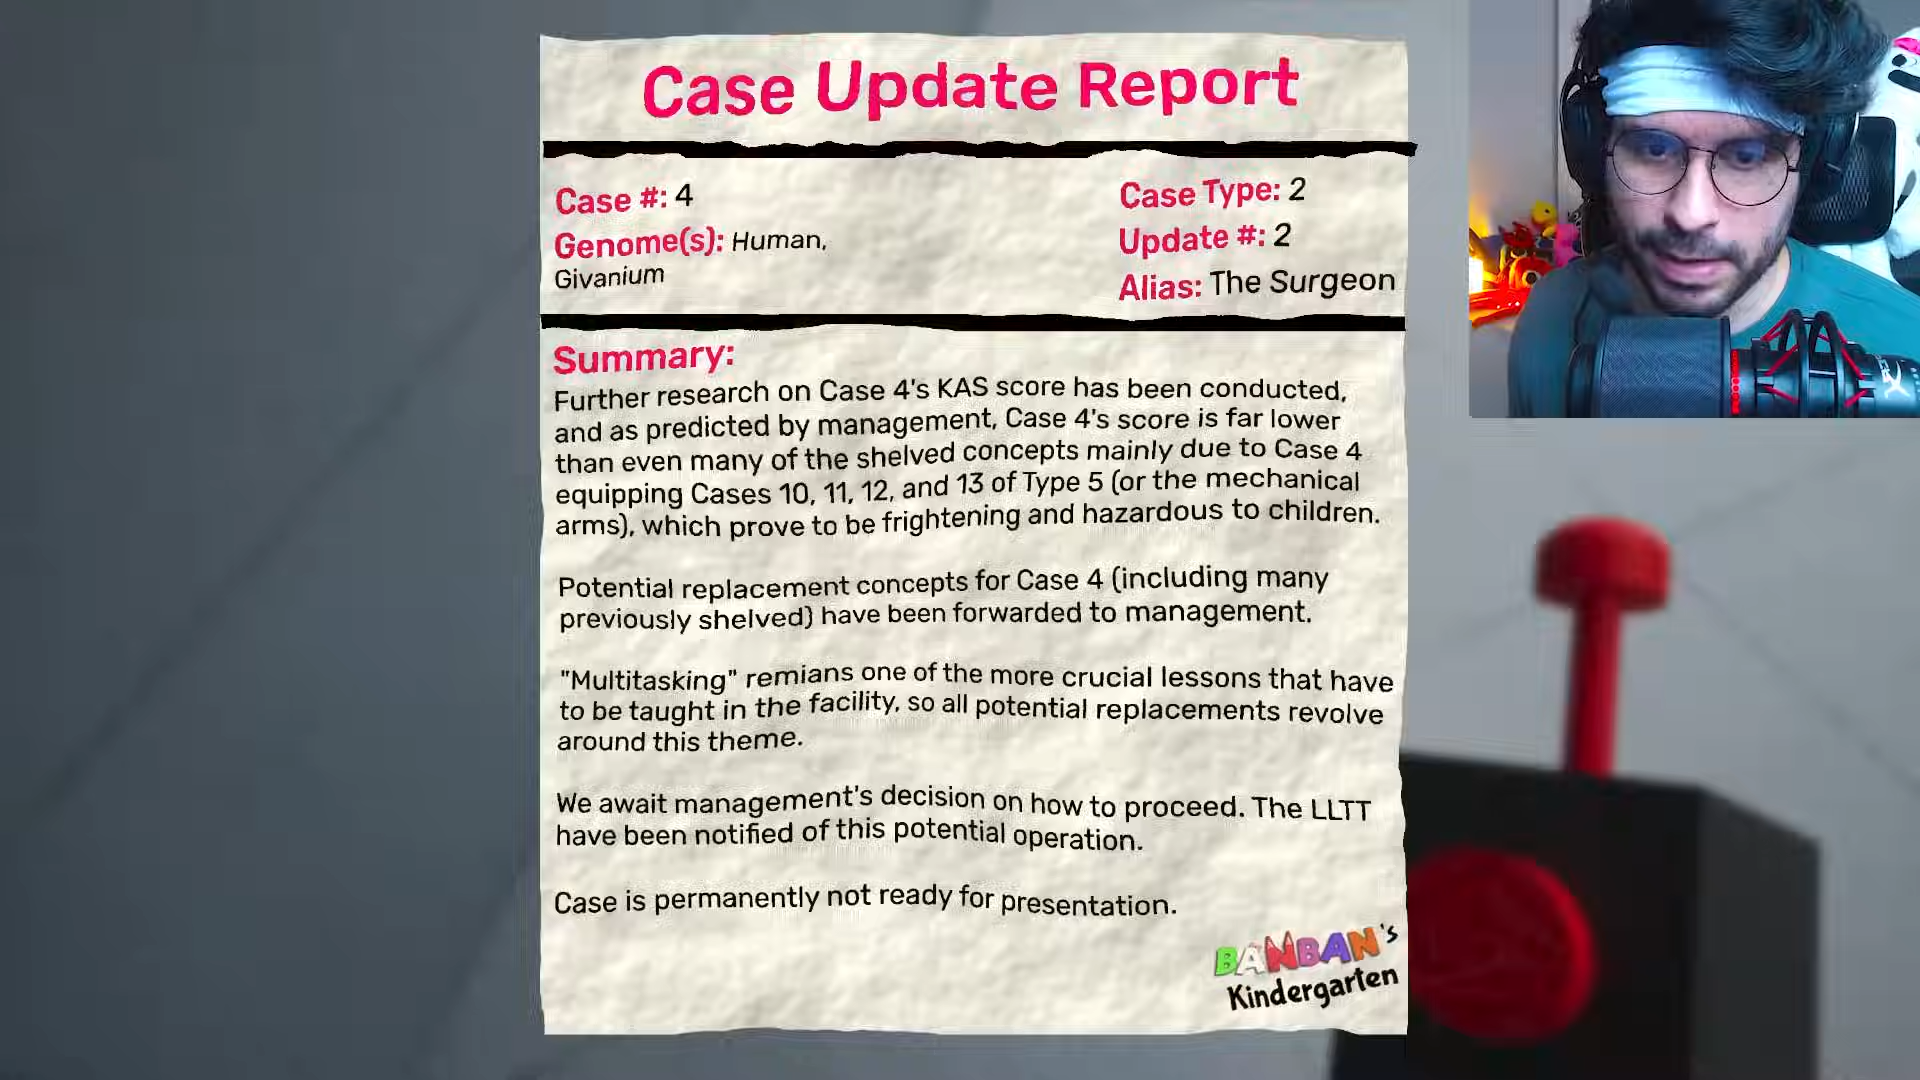 Case Update Report
Case #: 4
Genome(s): Human,
Givanium
Case Type: 2
Update #: 2
Alias: The Surgeon
Summary:
Further research on Case 4's KAS score has been conducted,
and as predicted by management, Case 4's score is far lower
than even many of the shelved concepts mainly due to Case 4
equipping Cases 10, 11, 12, and 13 of Type 5 (or the mechanical
arms), which prove to be frightening and hazardous to children.
Potential replacement concepts for Case 4 (including many
previously shelved) have been forwarded to management.
"Multitasking" remians one of the more crucial lessons that have
to be taught in the facility, so all potential replacements revolve
around this theme.
We await management's decision on how to proceed. The LLTT
have been notified of this potential operation.
Case is permanently not ready for presentation.
BANBAN's
Kindergarten